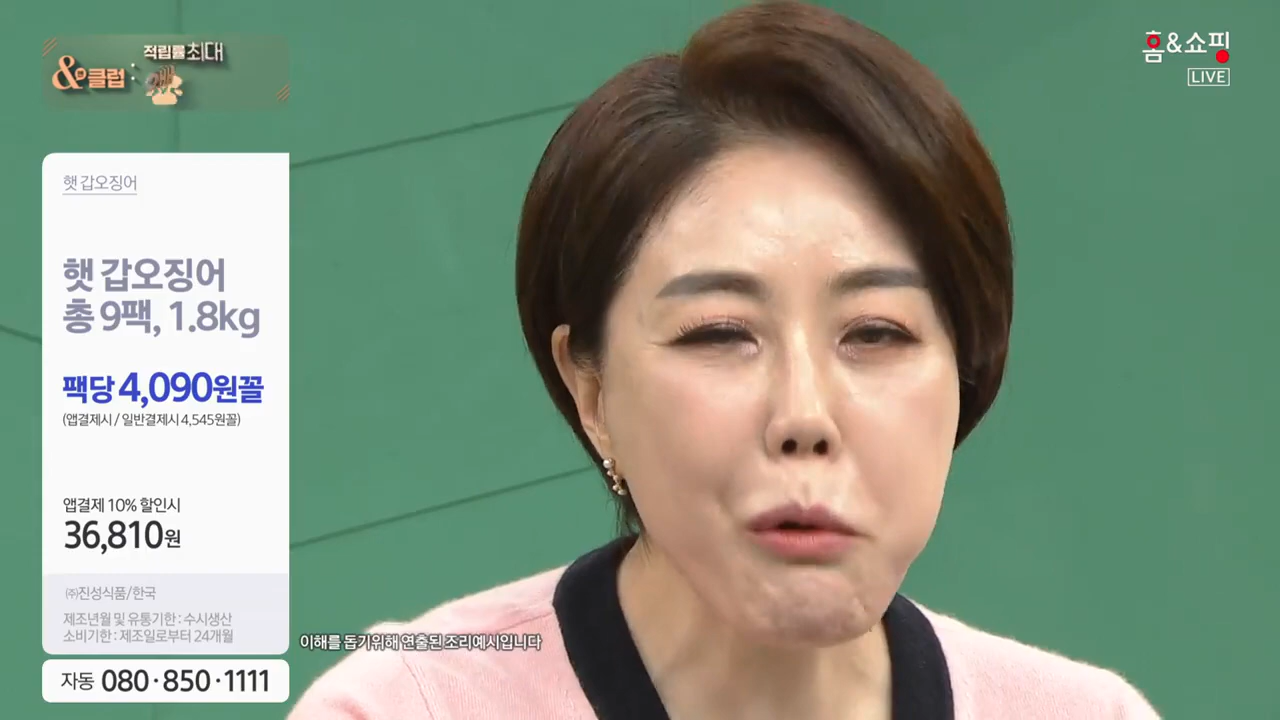 적립률 최대
&클럽:
홈&쇼핑
LIVE
햇 갑오징어
햇 갑오징어
총 9팩, 1.8kg
팩당 4,090원꼴
(앱결제시 / 일반결제시 4,545원꼴)
앱결제 10% 할인시
36,810원
㈜진성식품/한국
제조년월 및 유통기한 : 수시생산
소비기한 : 제조일로부터 24개월
이해를 돕기위해 연출된 조리예시입니다
자동 080·850·1111